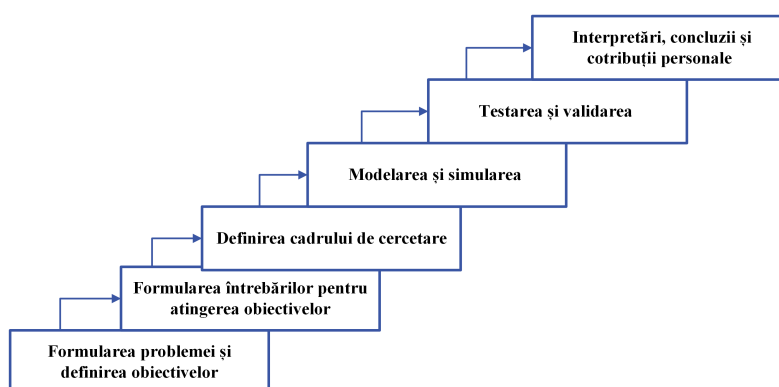 Interpretări, concluzii și
cotribuții personale
Testarea și validarea
Modelarea și simularea
Definirea cadrului de cercetare
Formularea întrebărilor pentru
atingerea obiectivelor
Formularea problemei și
definirea obiectivelor